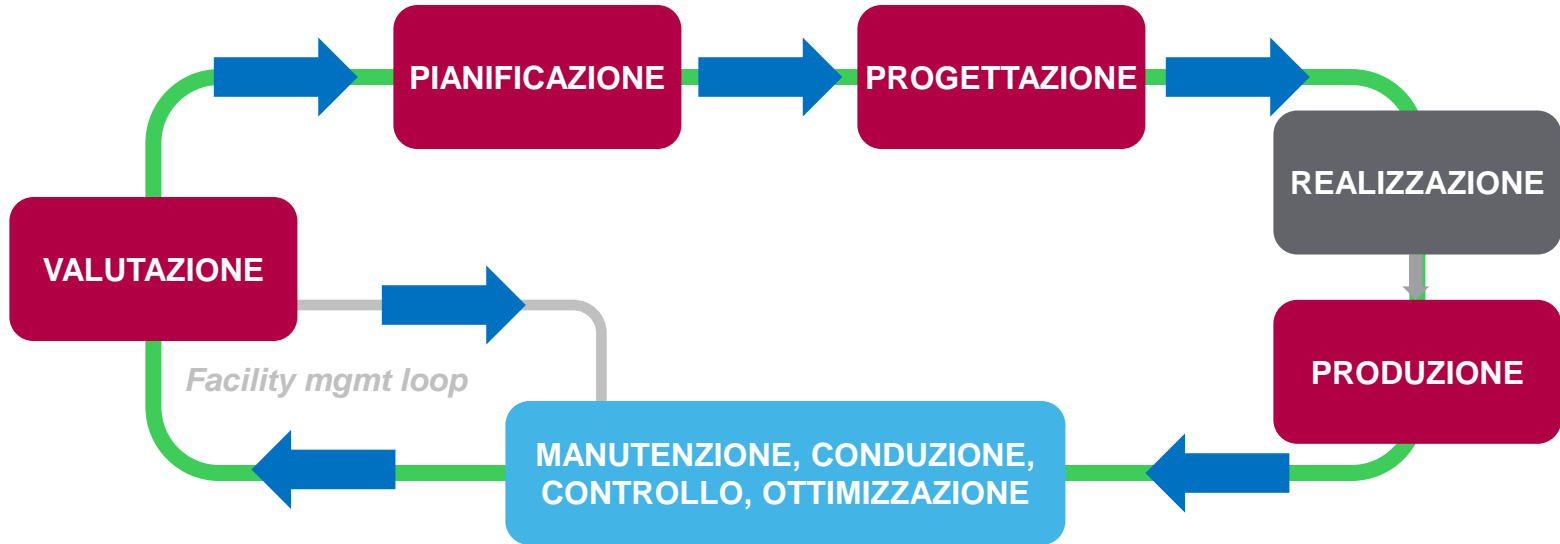 PIANIFICAZIONE
PROGETTAZIONE
REALIZZAZIONE
VALUTAZIONE
PRODUZIONE
Facility mgmt loop
MANUTENZIONE, CONDUZIONE,
CONTROLLO, OTTIMIZZAZIONE